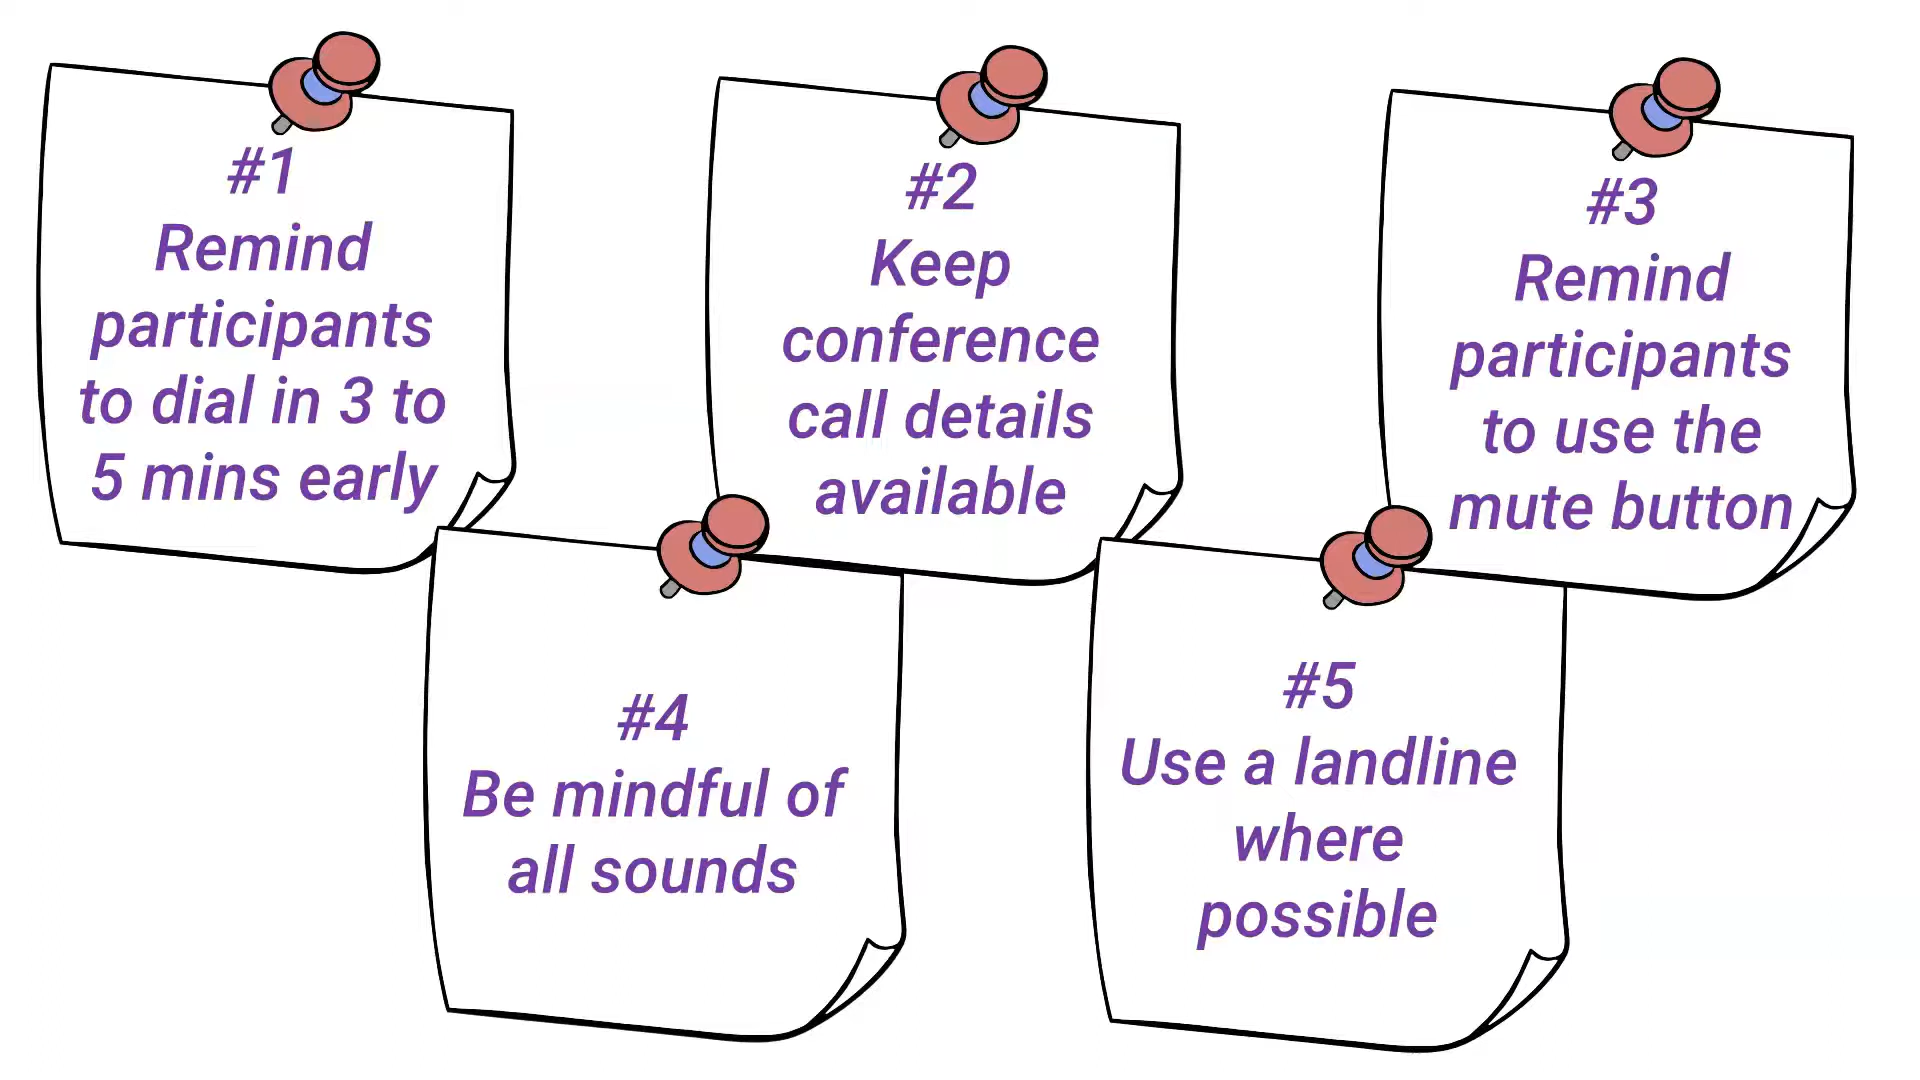 #1
Remind
participants
to dial in 3 to
5 mins early
#2
Keep
conference
call details
available
#3
Remind
participants
to use the
mute button
#4
Be mindful of
all sounds
#5
Use a landline
where
possible